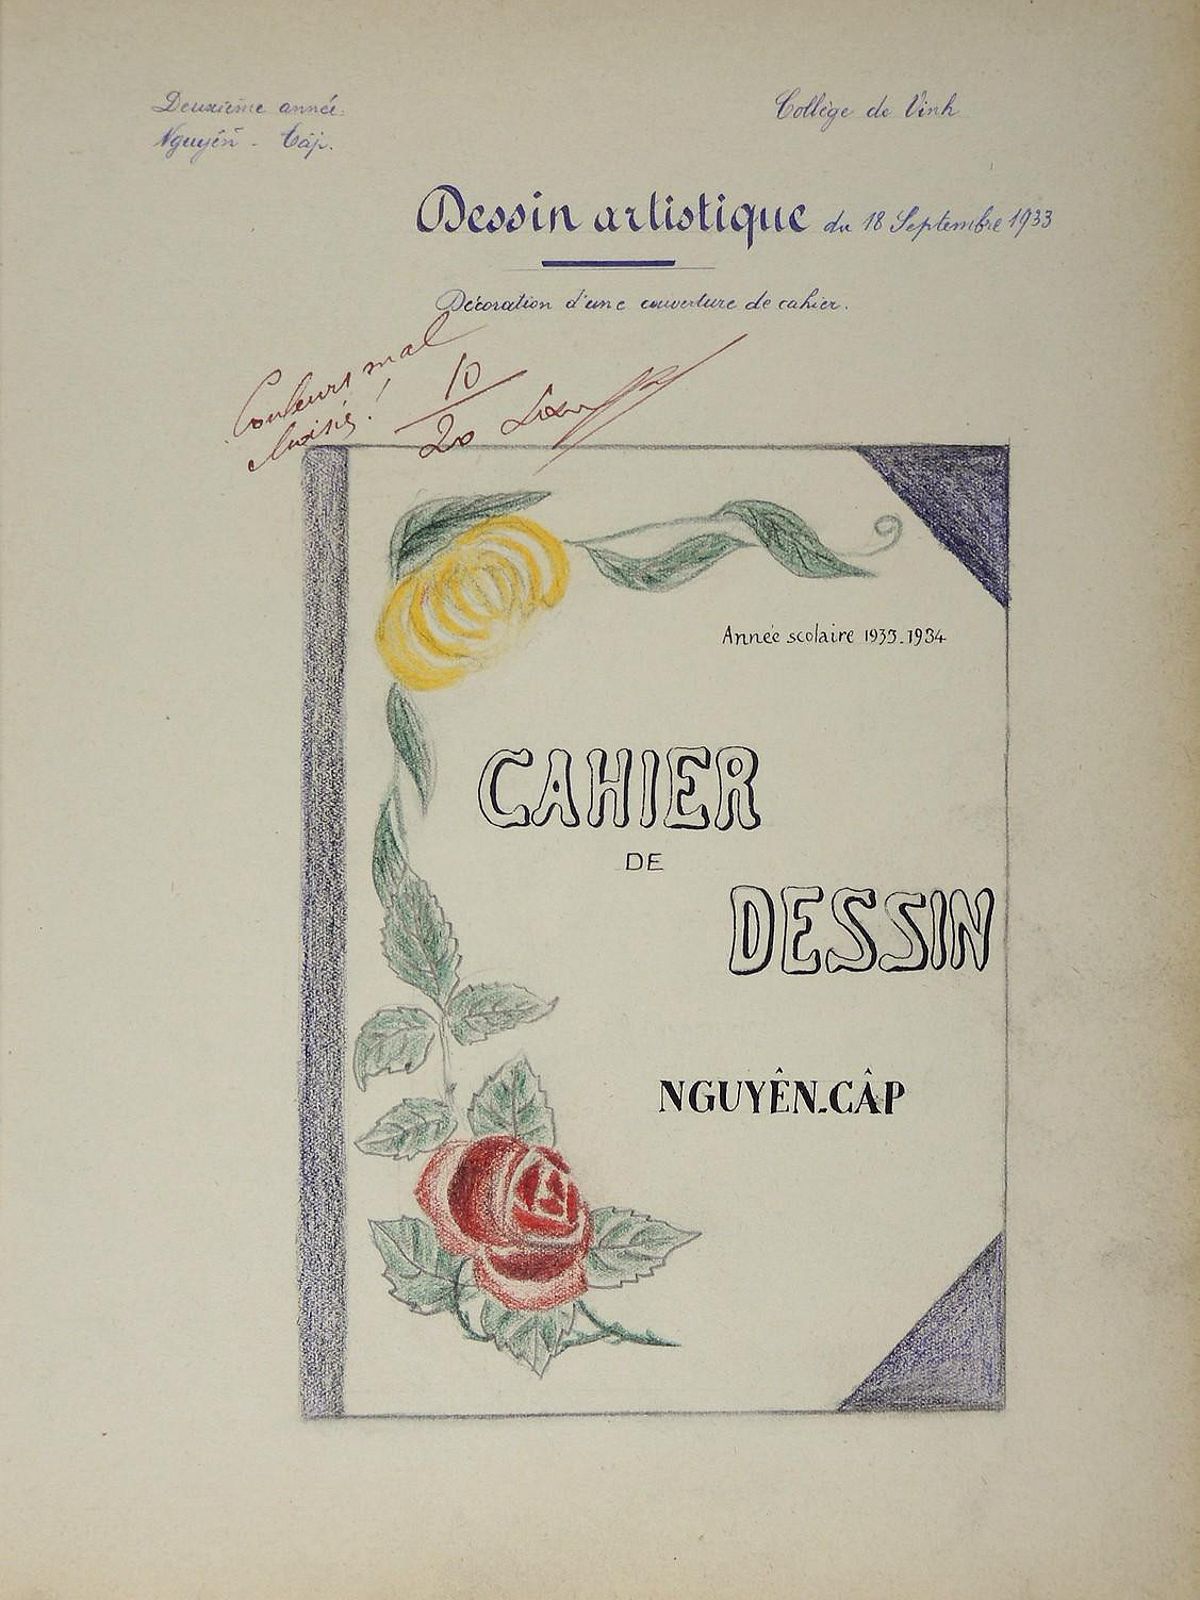 Deuxième année.
Collège de Vinh
Nguyễn - Cấp.
Dessin artistique du 18 Septembre 1933
Décoration d'une couverture de cahier.
Couleurs mal
choisies!
10
20
Année scolaire 1933-1934
CAHIER
DE
DESSIN
NGUYÊN-CÂP